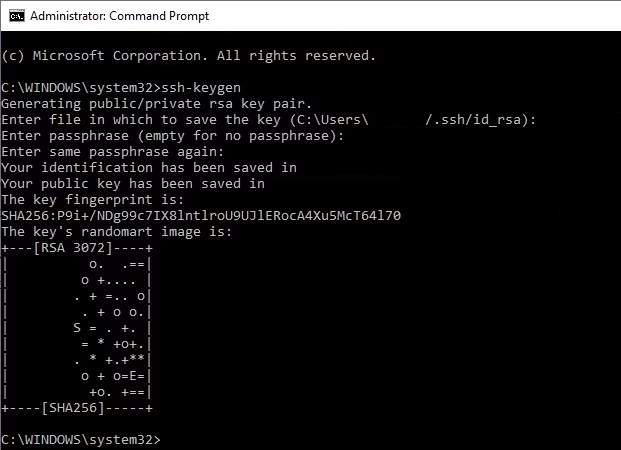 Administrator: Command Prompt
(c) Microsoft Corporation. All rights reserved.
C:\WINDOWS\system32>ssh-keygen
Generating public/private rsa key pair.
Enter file in which to save the key (C:\Users\       /.ssh/id_rsa):
Enter passphrase (empty for no passphrase):
Enter same passphrase again:
Your identification has been saved in
Your public key has been saved in
The key fingerprint is:
SHA256:P9i+/NDg99c7IX8lntlroU9UJlERocA4Xu5McT64l70
The key's randomart image is:
+---[RSA 3072]----+
|          o.  .==|
|         o +.... |
|        . + =.. o|
|         . + o o.|
|        S = . +. |
|         = * +o+.|
|        . * +.+**|
|         o + o=E=|
|          +o. +==|
+----[SHA256]-----+
C:\WINDOWS\system32>